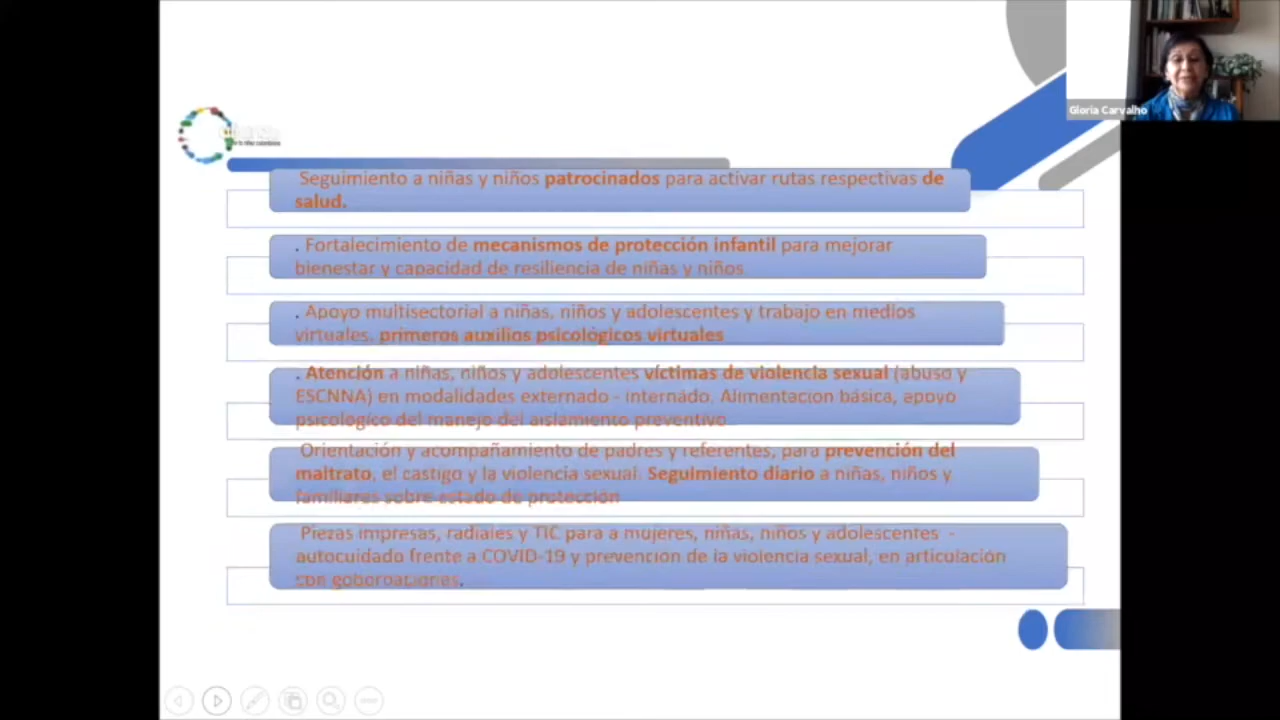 Gloria Carvalho
Seguimiento a niñas y niños patrocinados para activar rutas respectivas de
salud.
. Fortalecimiento de mecanismos de protección infantil para mejorar
bienestar y capacidad de resiliencia de niñas y niños.
. Apoyo multisectorial a niñas, niños y adolescentes y trabajo en medios
virtuales, primeros auxilios psicológicos virtuales
. Atención a niñas, niños y adolescentes víctimas de violencia sexual (abuso y
ESCNNA) en modalidades externado - internado. Alimentación básica, apoyo
psicológico del manejo del aislamiento preventivo
Orientación y acompañamiento de padres y referentes, para prevención del
maltrato, el castigo y la violencia sexual. Seguimiento diario a niñas, niños y
familiares sobre estado de protección
Piezas impresas, radiales y TIC para a mujeres, niñas, niños y adolescentes -
autocuidado frente a COVID-19 y prevención de la violencia sexual, en articulación
con gobernaciones.